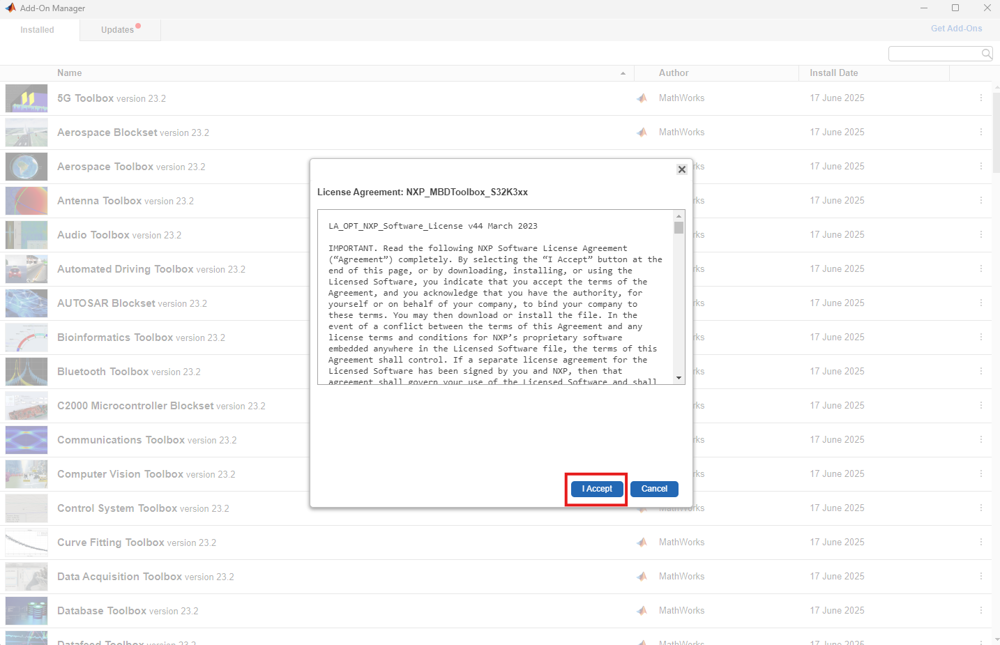 Add-On Manager
Installed
Updates
Get Add-Ons
Name
Author
Install Date
5G Toolbox version 23.2
MathWorks
17 June 2025
Aerospace Blockset version 23.2
MathWorks
17 June 2025
Aerospace Toolbox version 23.2
rks
17 June 2025
Antenna Toolbox version 23.2
rks
17 June 2025
Audio Toolbox version 23.2
rks
17 June 2025
Automated Driving Toolbox version 23.2
rks
17 June 2025
AUTOSAR Blockset version 23.2
rks
17 June 2025
Bioinformatics Toolbox version 23.2
rks
17 June 2025
Bluetooth Toolbox version 23.2
rks
17 June 2025
C2000 Microcontroller Blockset version 23.2
rks
17 June 2025
Communications Toolbox version 23.2
rks
17 June 2025
Computer Vision Toolbox version 23.2
rks
17 June 2025
Control System Toolbox version 23.2
MathWorks
17 June 2025
Curve Fitting Toolbox version 23.2
MathWorks
17 June 2025
Data Acquisition Toolbox version 23.2
MathWorks
17 June 2025
Database Toolbox version 23.2
MathWorks
17 June 2025
Datafeed Toolbox version 23.2
MathWorks
17 June 2025
License Agreement: NXP_MBDToolbox_S32K3xx
LA_OPT_NXP_Software_License v44 March 2023
IMPORTANT. Read the following NXP Software License Agreement
(“Agreement”) completely. By selecting the “I Accept” button at the
end of this page, or by downloading, installing, or using the
Licensed Software, you indicate that you accept the terms of the
Agreement, and you acknowledge that you have the authority, for
yourself or on behalf of your company, to bind your company to
these terms. You may then download or install the file. In the
event of a conflict between the terms of this Agreement and any
license terms and conditions for NXP’s proprietary software
embedded anywhere in the Licensed Software file, the terms of this
Agreement shall control. If a separate license agreement for the
Licensed Software has been signed by you and NXP, then that
agreement shall govern your use of the Licensed Software and shall
I Accept
Cancel